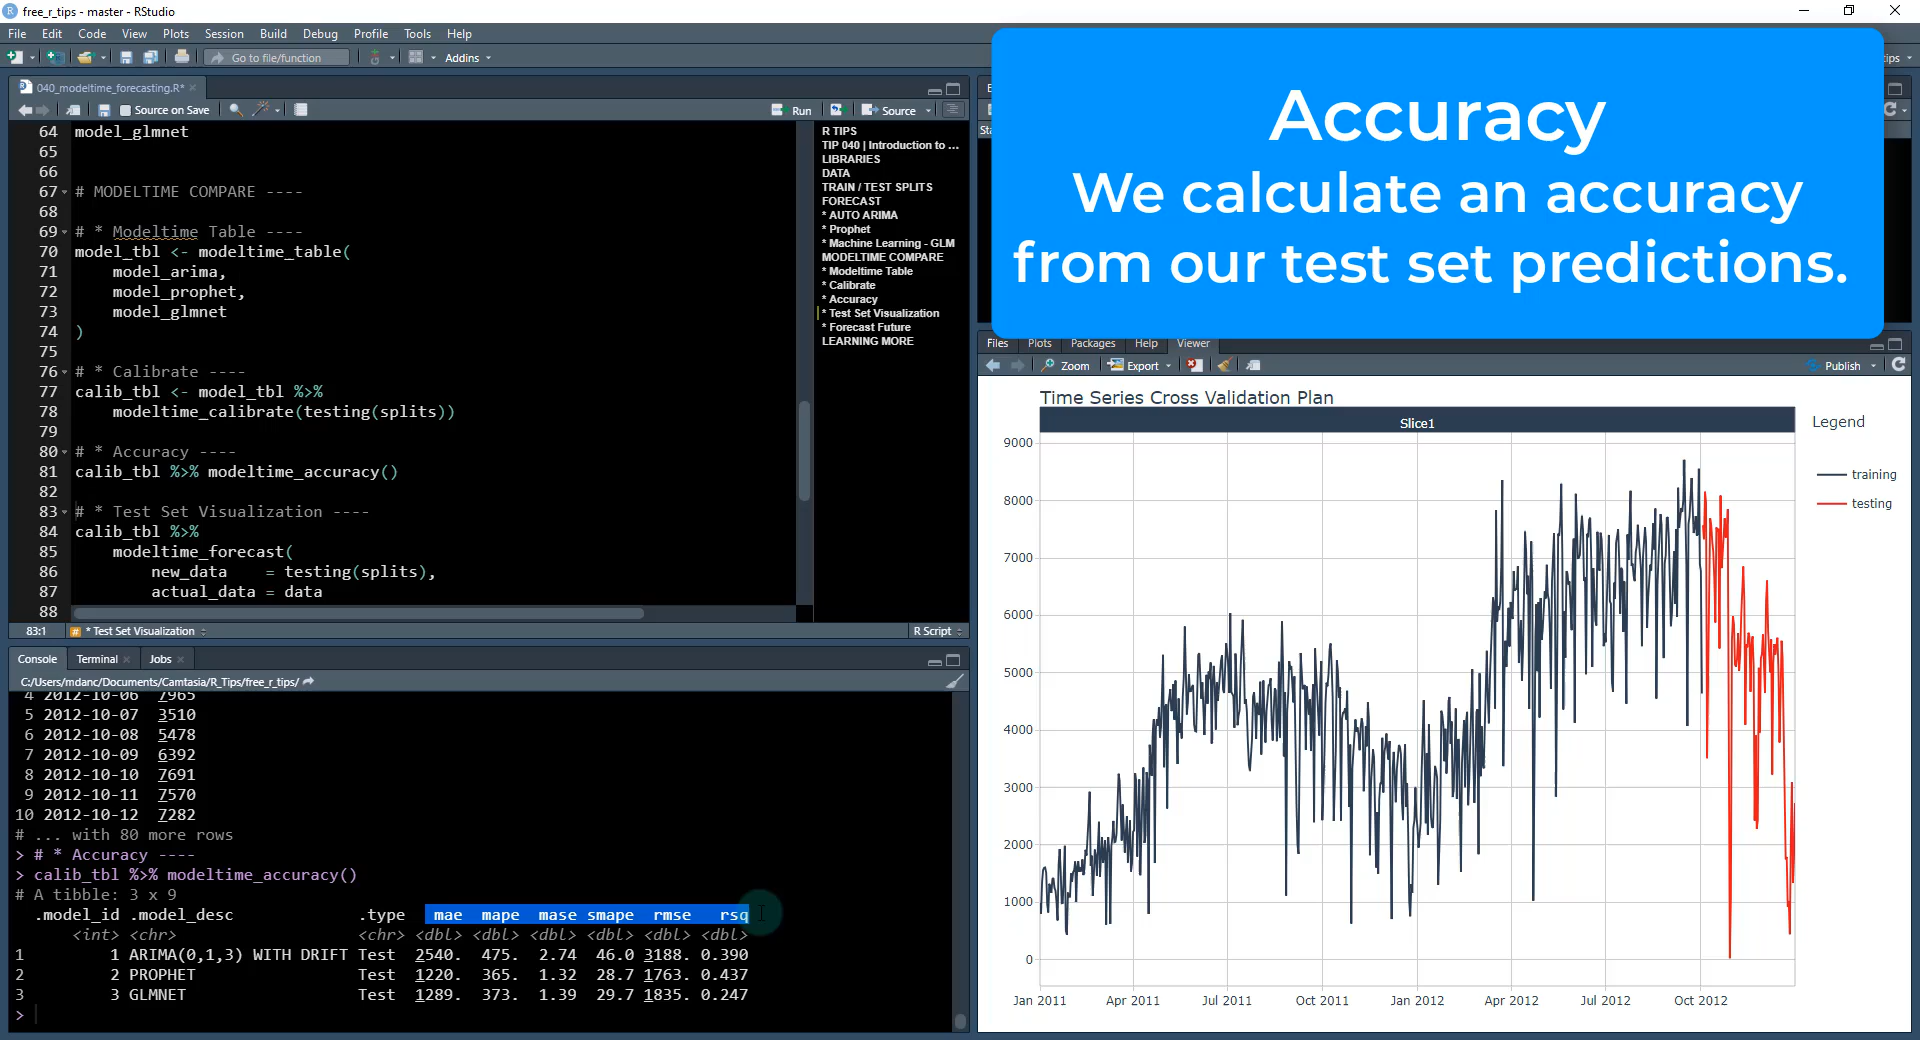 free_r_tips - master - RStudio
File Edit Code View Plots Session Build Debug Profile Tools Help
Go to file/function
Addins
040_modeltime_forecasting.R*
Source on Save
Run
Source
64 model_glmnet
65
66
67 # MODELTIME COMPARE ----
68
69 # * Modeltime Table ----
70 model_tbl <- modeltime_table(
71 model_arima,
72 model_prophet,
73 model_glmnet
74 )
75
76 # * Calibrate ----
77 calib_tbl <- model_tbl %>%
78 modeltime_calibrate(testing(splits))
79
80 # * Accuracy ----
81 calib_tbl %>% modeltime_accuracy()
82
83 # * Test Set Visualization ----
84 calib_tbl %>%
85 modeltime_forecast(
86 new_data = testing(splits),
87 actual_data = data
88
83:1 # * Test Set Visualization
R Script
R TIPS
TIP 040 | Introduction to ...
LIBRARIES
DATA
TRAIN / TEST SPLITS
FORECAST
* AUTO ARIMA
* Prophet
* Machine Learning - GLM
MODELTIME COMPARE
* Modeltime Table
* Calibrate
* Accuracy
* Test Set Visualization
* Forecast Future
LEARNING MORE
Console Terminal Jobs
C:/Users/mdanc/Documents/Camtasia/R_Tips/free_r_tips/
4 2012-10-06 7965
5 2012-10-07 3510
6 2012-10-08 5478
7 2012-10-09 6392
8 2012-10-10 7691
9 2012-10-11 7570
10 2012-10-12 7282
# ... with 80 more rows
> # * Accuracy ----
> calib_tbl %>% modeltime_accuracy()
# A tibble: 3 x 9
.model_id .model_desc .type mae mape mase smape rmse rsq
<int> <chr> <chr> <dbl> <dbl> <dbl> <dbl> <dbl> <dbl>
1 1 ARIMA(0,1,3) WITH DRIFT Test 2540. 475. 2.74 46.0 3188. 0.390
2 2 PROPHET Test 1220. 365. 1.32 28.7 1763. 0.437
3 3 GLMNET Test 1289. 373. 1.39 29.7 1835. 0.247
>
Accuracy
We calculate an accuracy
from our test set predictions.
Files Plots Packages Help Viewer
Zoom Export Publish
Time Series Cross Validation Plan
Slice1
Legend
training
testing
9000
8000
7000
6000
5000
4000
3000
2000
1000
0
Jan 2011 Apr 2011 Jul 2011 Oct 2011 Jan 2012 Apr 2012 Jul 2012 Oct 2012